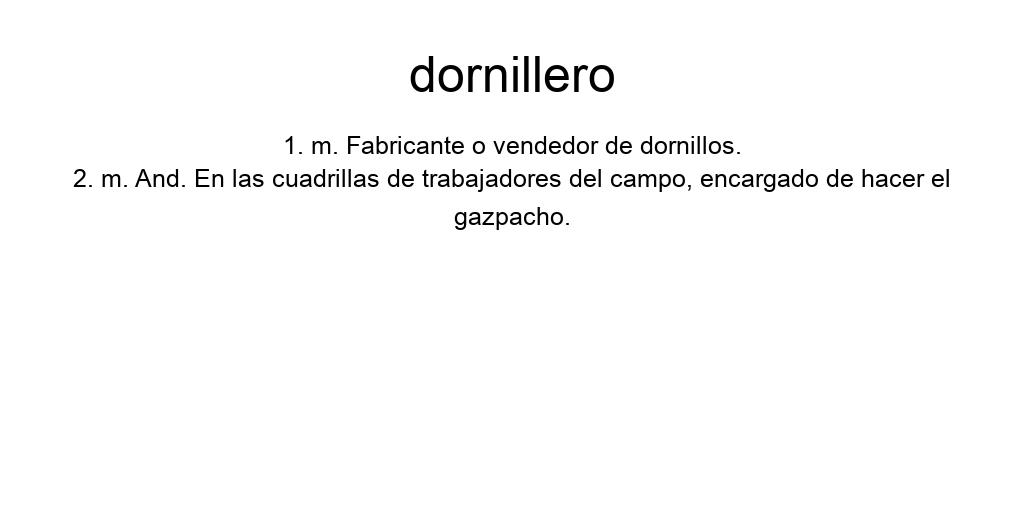 dornillero
1. m. Fabricante o vendedor de dornillos.
2. m. And. En las cuadrillas de trabajadores del campo, encargado de hacer el
gazpacho.